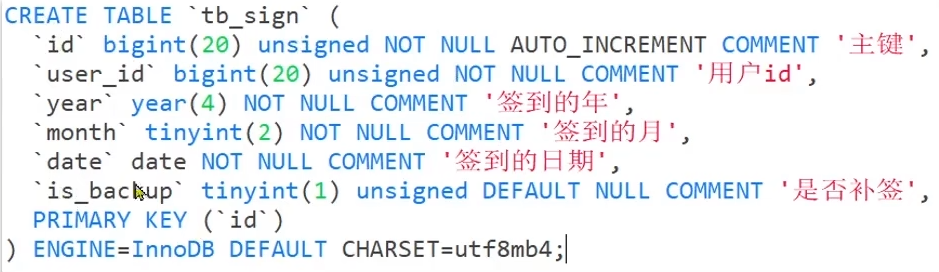 CREATE TABLE `tb_sign` (
  `id` bigint(20) unsigned NOT NULL AUTO_INCREMENT COMMENT '主键',
  `user_id` bigint(20) unsigned NOT NULL COMMENT '用户id',
  `year` year(4) NOT NULL COMMENT '签到的年',
  `month` tinyint(2) NOT NULL COMMENT '签到的月',
  `date` date NOT NULL COMMENT '签到的日期',
  `is_backup` tinyint(1) unsigned DEFAULT NULL COMMENT '是否补签',
  PRIMARY KEY (`id`)
) ENGINE=InnoDB DEFAULT CHARSET=utf8mb4;